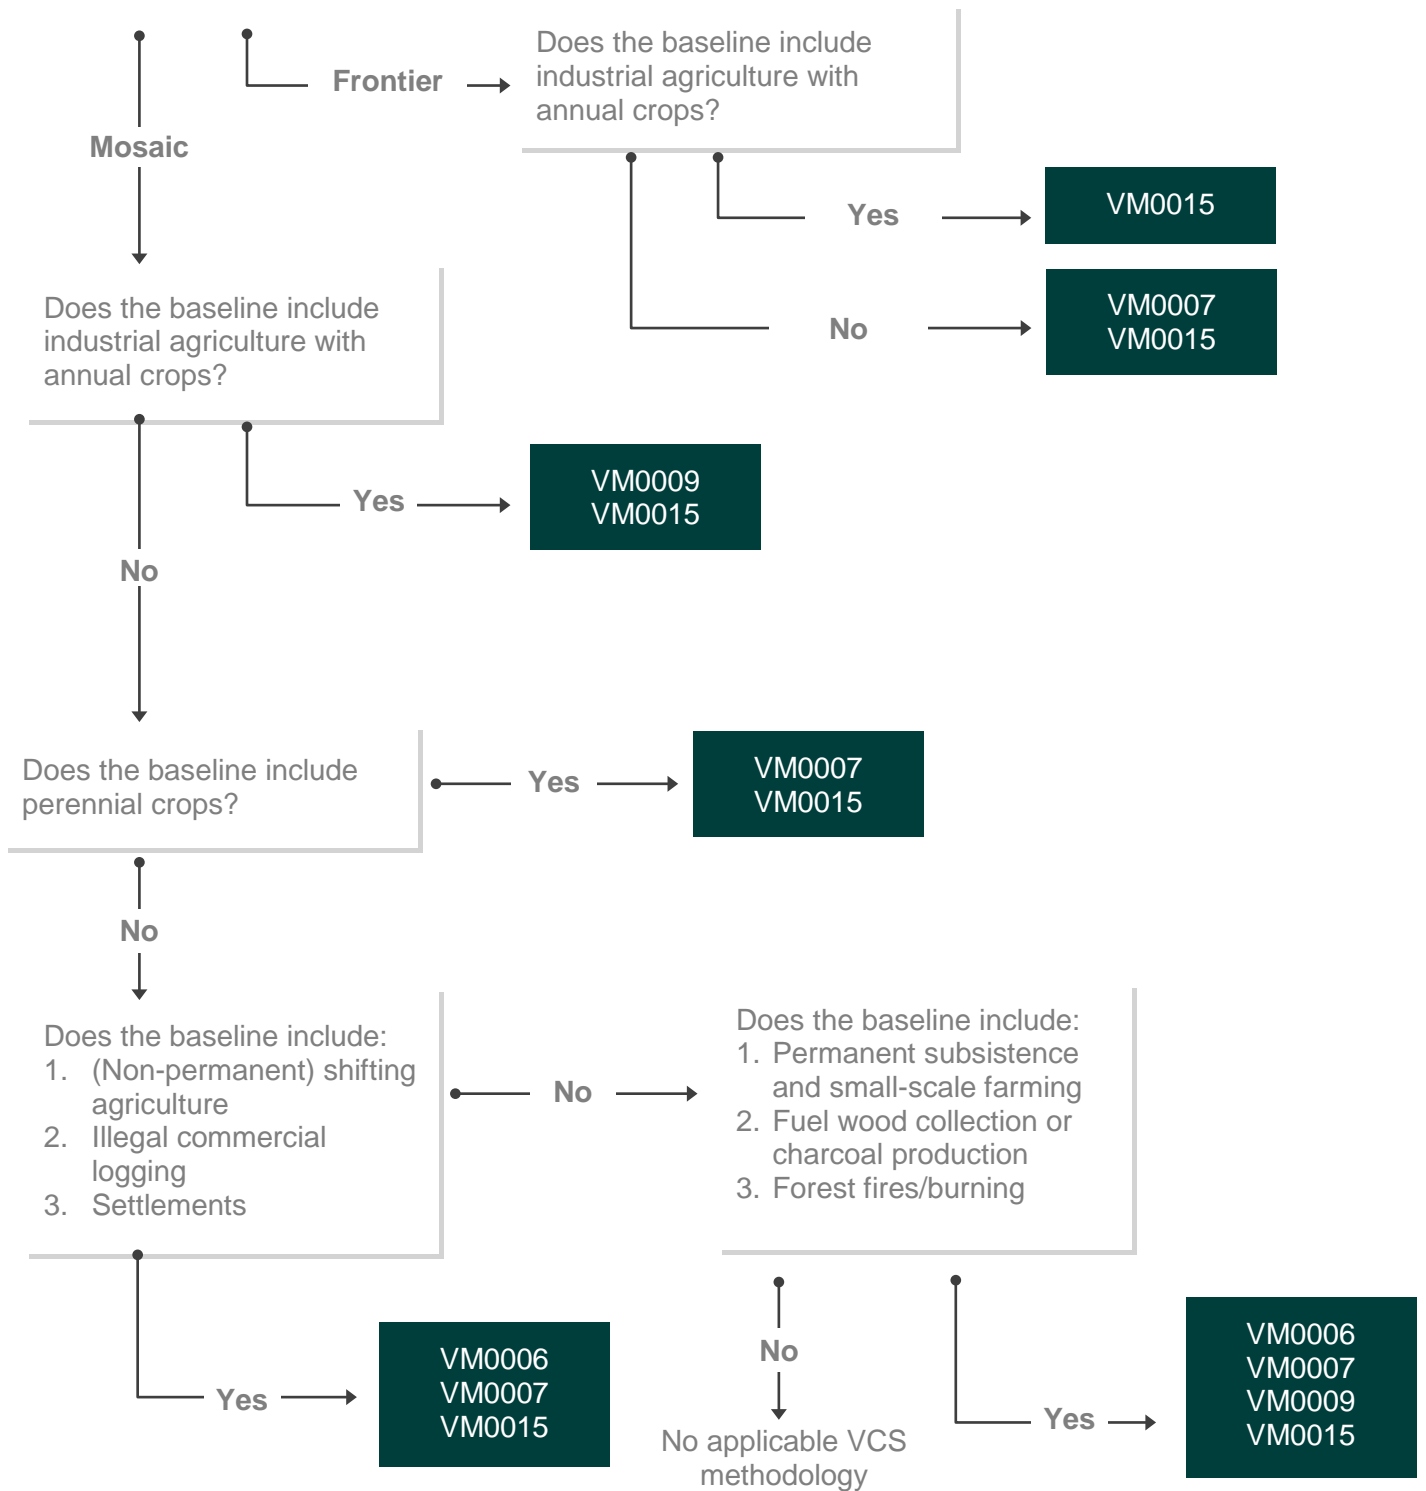 Does the baseline include
industrial agriculture with
annual crops?
Frontier
Mosaic
Yes
VM0015
No
VM0007
VM0015
Does the baseline include
industrial agriculture with
annual crops?
Yes
VM0009
VM0015
No
Does the baseline include
perennial crops?
Yes
VM0007
VM0015
No
Does the baseline include:
1. (Non-permanent) shifting
agriculture
2. Illegal commercial
logging
3. Settlements
No
Does the baseline include:
1. Permanent subsistence
and small-scale farming
2. Fuel wood collection or
charcoal production
3. Forest fires/burning
Yes
VM0006
VM0007
VM0015
No
No applicable VCS
methodology
Yes
VM0006
VM0007
VM0009
VM0015